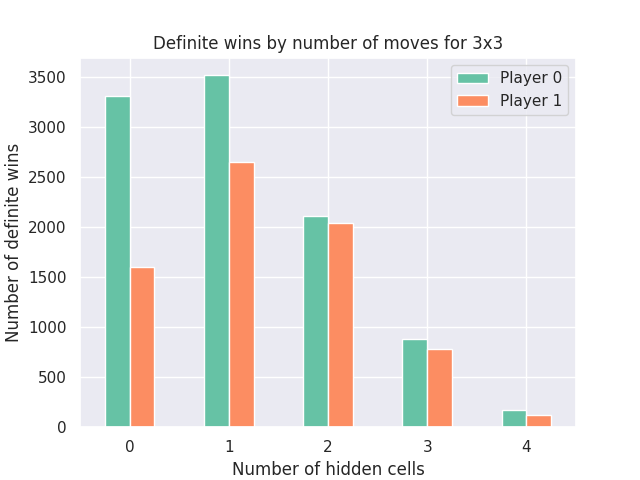 Definite wins by number of moves for 3x3
Player 0
Player 1
Number of definite wins
3500
3000
2500
2000
1500
1000
500
0
0 1 2 3 4
Number of hidden cells